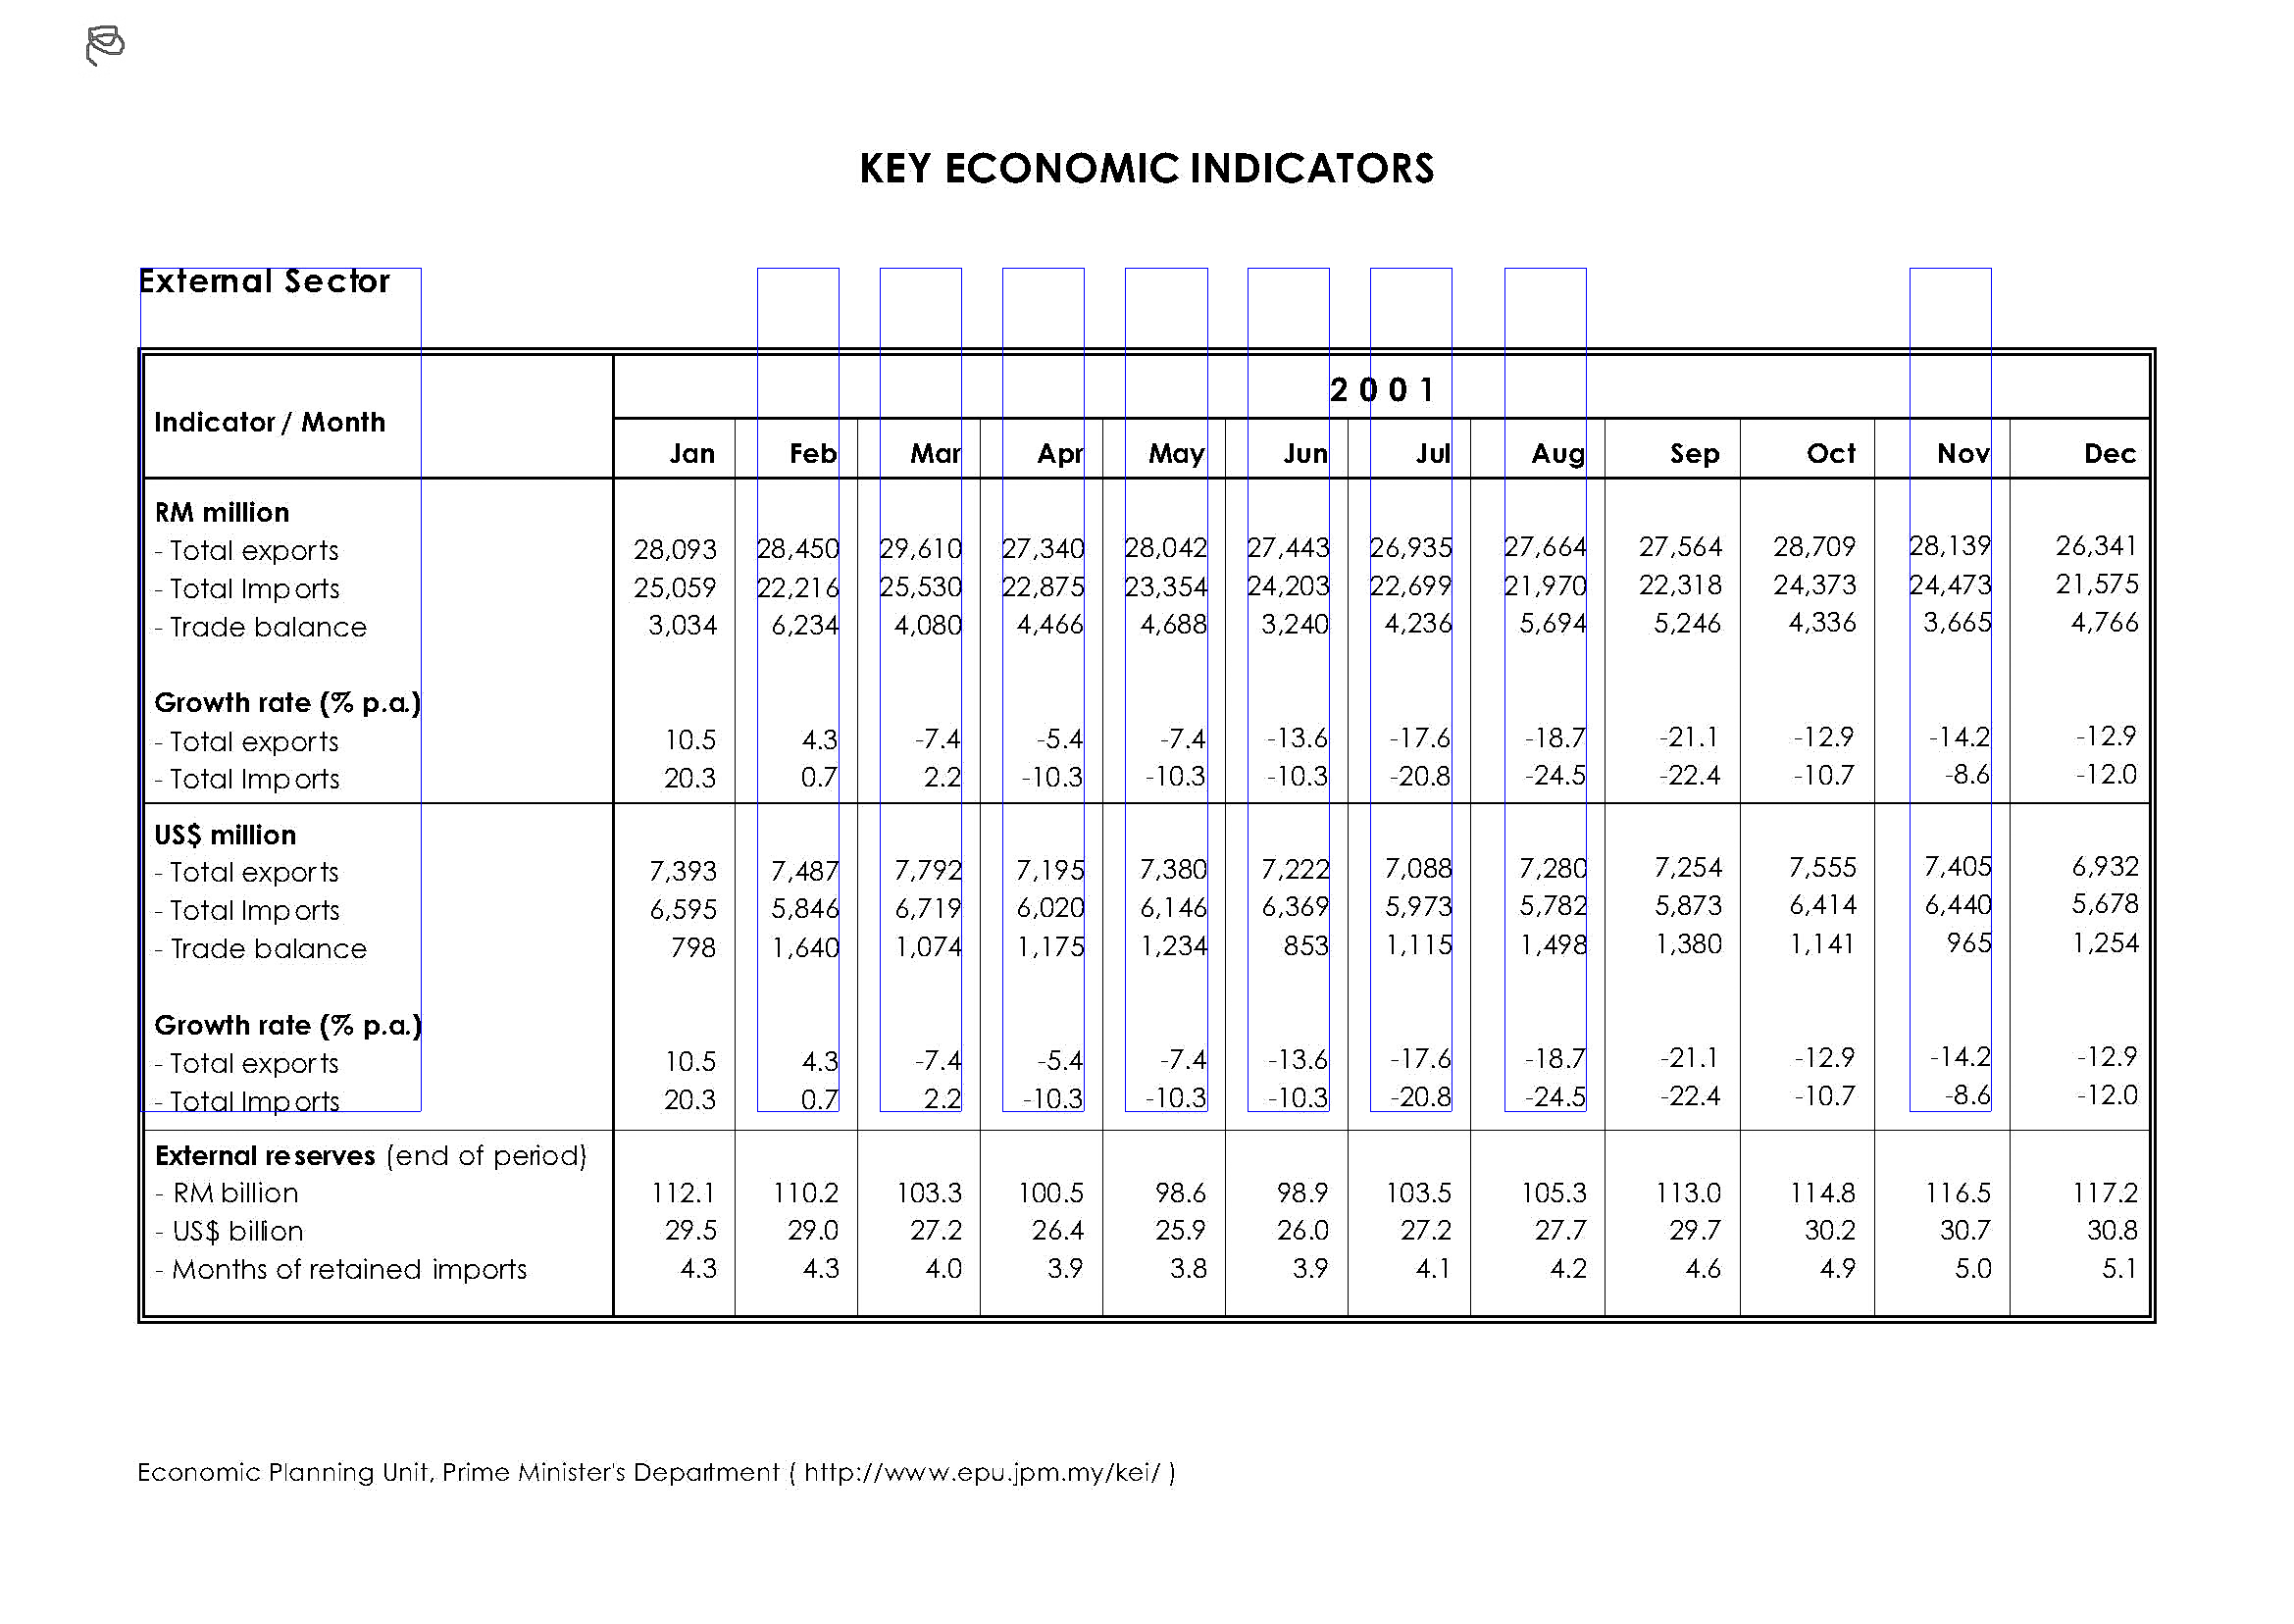 KEY ECONOMIC INDICATORS
External Sector
Indicator / Month
2 0 0 1
Jan Feb Mar Apr May Jun Jul Aug Sep Oct Nov Dec
RM million
- Total exports 28,093 28,450 29,610 27,340 28,042 27,443 26,935 27,664 27,564 28,709 28,139 26,341
- Total Imports 25,059 22,216 25,530 22,875 23,354 24,203 22,699 21,970 22,318 24,373 24,473 21,575
- Trade balance 3,034 6,234 4,080 4,466 4,688 3,240 4,236 5,694 5,246 4,336 3,665 4,766
Growth rate (% p.a.)
- Total exports 10.5 4.3 -7.4 -5.4 -7.4 -13.6 -17.6 -18.7 -21.1 -12.9 -14.2 -12.9
- Total Imports 20.3 0.7 2.2 -10.3 -10.3 -10.3 -20.8 -24.5 -22.4 -10.7 -8.6 -12.0
US$ million
- Total exports 7,393 7,487 7,792 7,195 7,380 7,222 7,088 7,280 7,254 7,555 7,405 6,932
- Total Imports 6,595 5,846 6,719 6,020 6,146 6,369 5,973 5,782 5,873 6,414 6,440 5,678
- Trade balance 798 1,640 1,074 1,175 1,234 853 1,115 1,498 1,380 1,141 965 1,254
Growth rate (% p.a.)
- Total exports 10.5 4.3 -7.4 -5.4 -7.4 -13.6 -17.6 -18.7 -21.1 -12.9 -14.2 -12.9
- Total Imports 20.3 0.7 2.2 -10.3 -10.3 -10.3 -20.8 -24.5 -22.4 -10.7 -8.6 -12.0
External reserves (end of period)
- RM billion 112.1 110.2 103.3 100.5 98.6 98.9 103.5 105.3 113.0 114.8 116.5 117.2
- US$ billion 29.5 29.0 27.2 26.4 25.9 26.0 27.2 27.7 29.7 30.2 30.7 30.8
- Months of retained imports 4.3 4.3 4.0 3.9 3.8 3.9 4.1 4.2 4.6 4.9 5.0 5.1
Economic Planning Unit, Prime Minister's Department ( http://www.epu.jpm.my/kei/ )